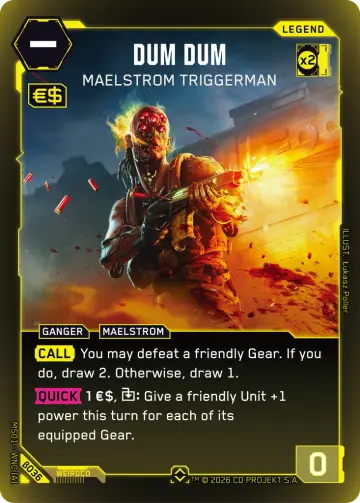 LEGEND
DUM DUM
x2
MAELSTROM TRIGGERMAN
€$
ILLUST. Łukasz Poller
GANGER MAELSTROM
CALL You may defeat a friendly Gear. If you
do, draw 2. Otherwise, draw 1.
QUICK 1 €$, : Give a friendly Unit +1
power this turn for each of its
equipped Gear.
0
WEIRDCO
™ © 2026 CD PROJEKT S.A.